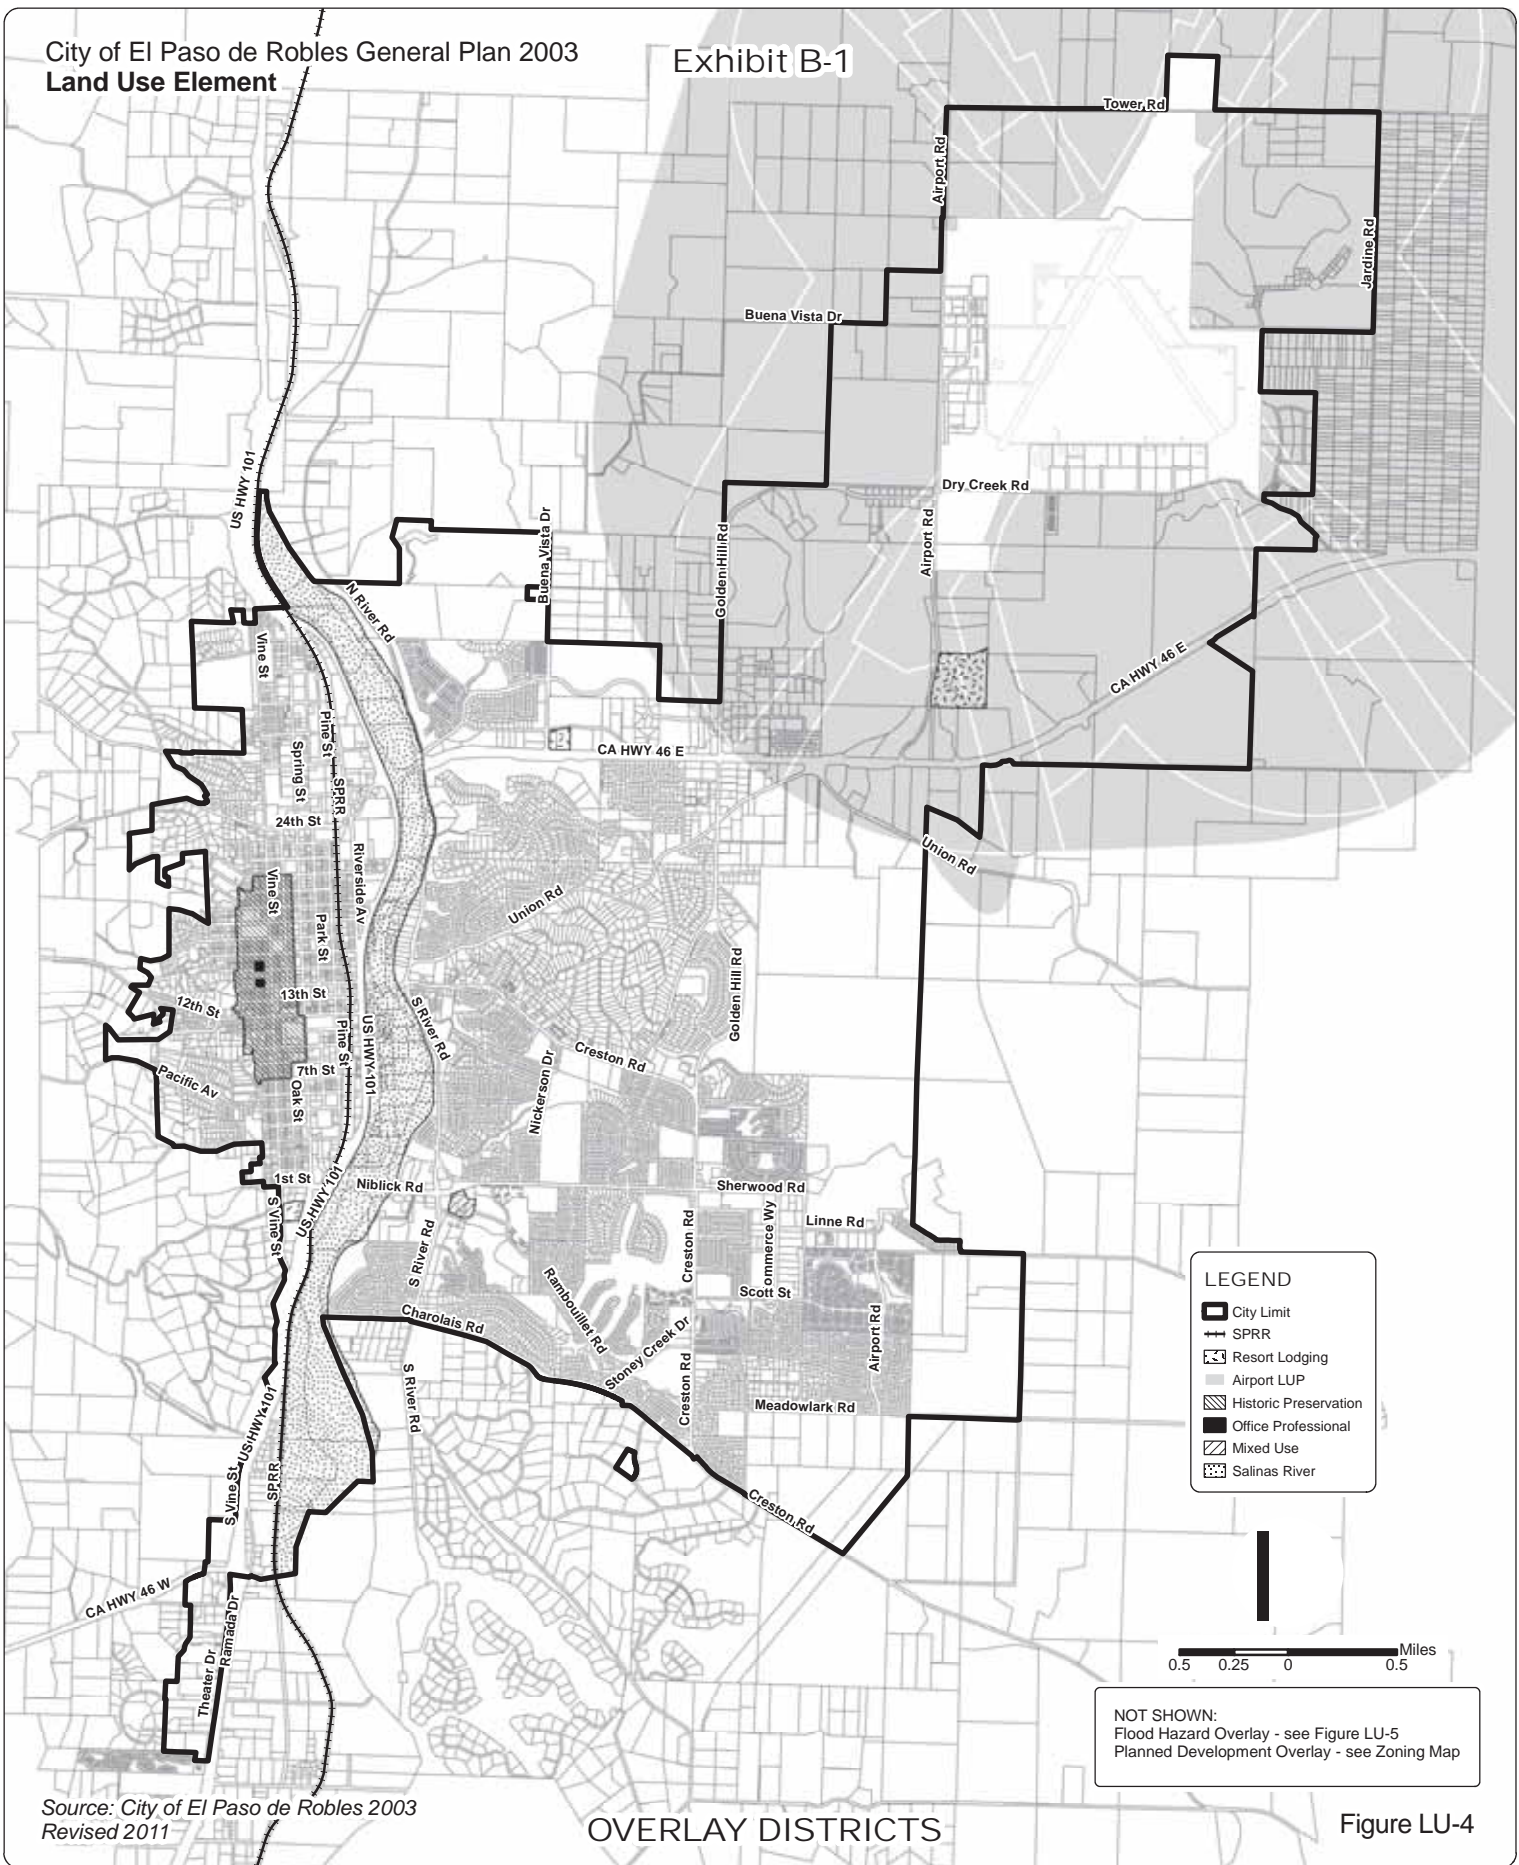 City of El Paso de Robles General Plan 2003
Land Use Element
Exhibit B-1
Tower Rd
Airport Rd
Jardine Rd
Buena Vista Dr
US HWY 101
Dry Creek Rd
Buena Vista Dr
Golden Hill Rd
Airport Rd
N River Rd
Vine St
CA HWY 46 E
Pine St
Spring St
CA HWY 46 E
SPRR
24th St
Union Rd
Riverside Av
Vine St
Union Rd
Park St
Golden Hill Rd
13th St
12th St
S River Rd
Pine St
US HWY 101
Creston Rd
7th St
Pacific Av
Oak St
Nickerson Dr
1st St
Niblick Rd
Sherwood Rd
S Vine St
US HWY 101
S River Rd
Creston Rd
ommerce Wy
Linne Rd
Scott St
Rambouillet Rd
Charolais Rd
Stoney Creek Dr
Airport Rd
S River Rd
Creston Rd
Meadowlark Rd
US HWY 101
S Vine St
SPRR
Creston Rd
CA HWY 46 W
Ramada Dr
Theater Dr
LEGEND
City Limit
SPRR
Resort Lodging
Airport LUP
Historic Preservation
Office Professional
Mixed Use
Salinas River
Miles
0.5 0.25 0 0.5
NOT SHOWN:
Flood Hazard Overlay - see Figure LU-5
Planned Development Overlay - see Zoning Map
Source: City of El Paso de Robles 2003
Revised 2011
OVERLAY DISTRICTS
Figure LU-4